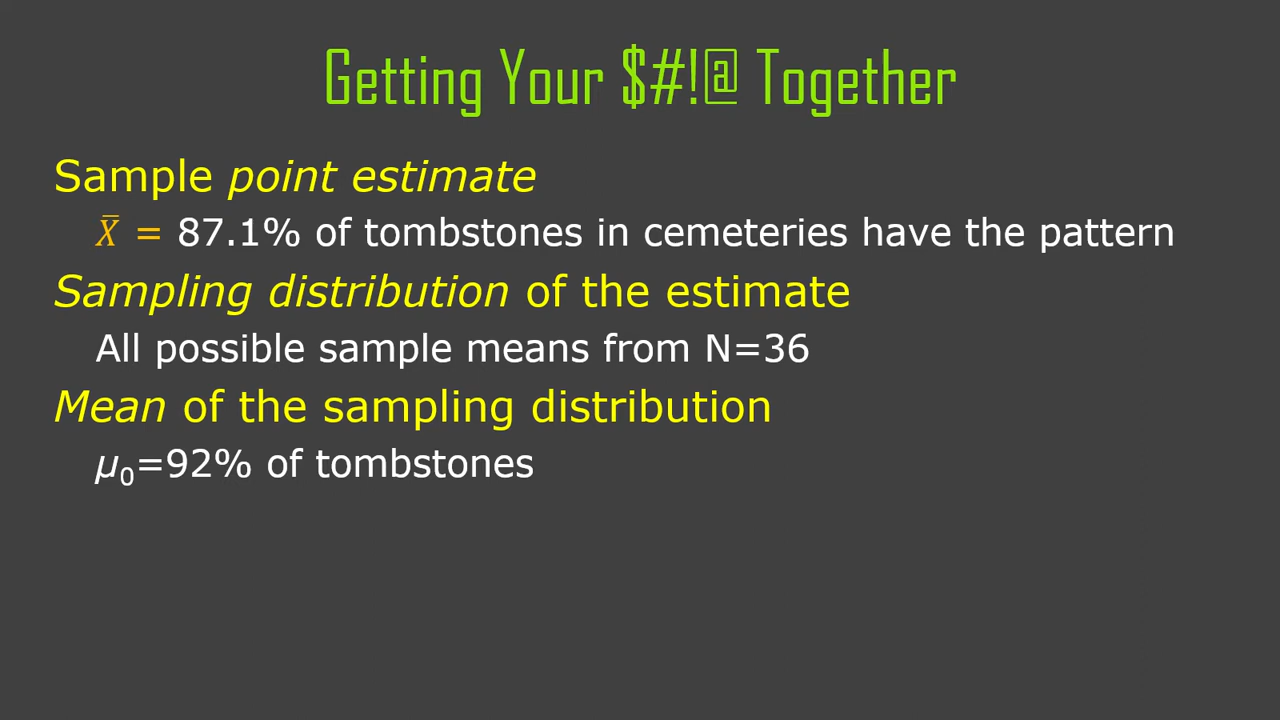 Getting Your $#!@ Together
Sample point estimate
X̄ = 87.1% of tombstones in cemeteries have the pattern
Sampling distribution of the estimate
All possible sample means from N=36
Mean of the sampling distribution
μ₀=92% of tombstones